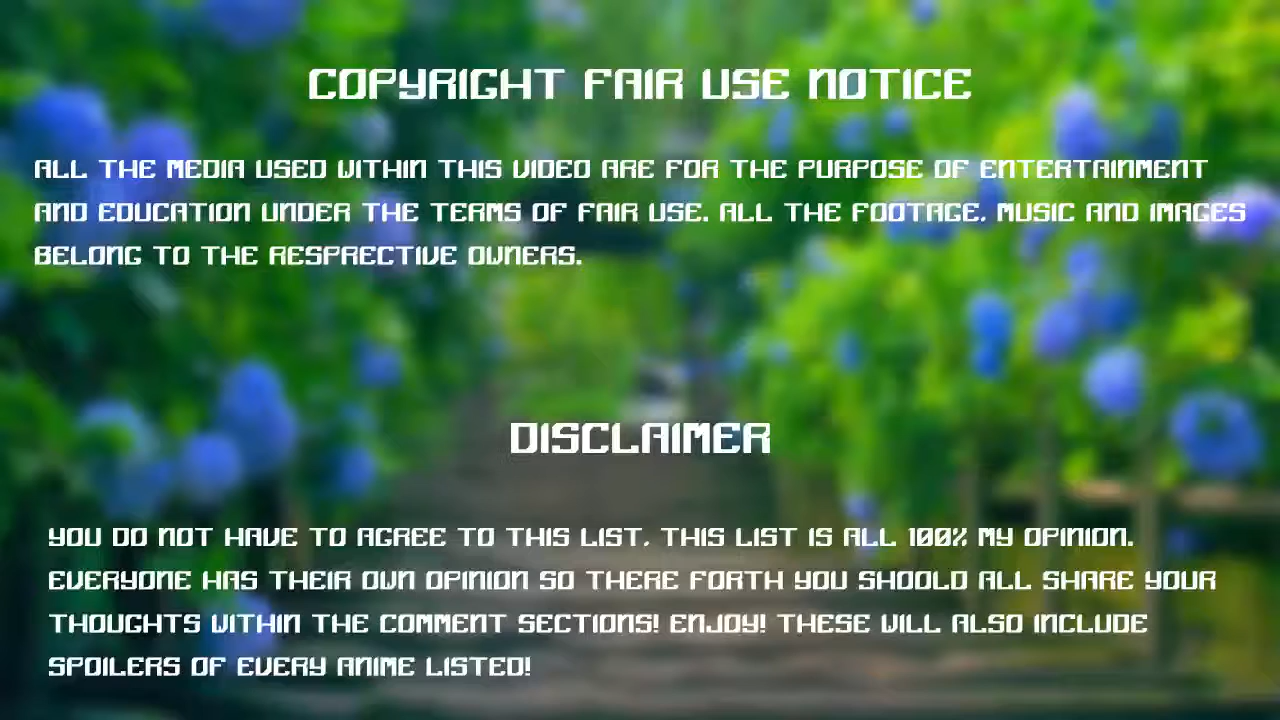 COPYRIGHT FAIR USE NOTICE
ALL THE MEDIA USED WITHIN THIS VIDEO ARE FOR THE PURPOSE OF ENTERTAINMENT
AND EDUCATION UNDER THE TERMS OF FAIR USE. ALL THE FOOTAGE, MUSIC AND IMAGES
BELONG TO THE RESPRECTIVE OWNERS.
DISCLAIMER
YOU DO NOT HAVE TO AGREE TO THIS LIST, THIS LIST IS ALL 100% MY OPINION.
EVERYONE HAS THEIR OWN OPINION SO THERE FORTH YOU SHOOLD ALL SHARE YOUR
THOUGHTS WITHIN THE COMMENT SECTIONS! ENJOY! THESE WILL ALSO INCLUDE
SPOILERS OF EVERY ANIME LISTED!